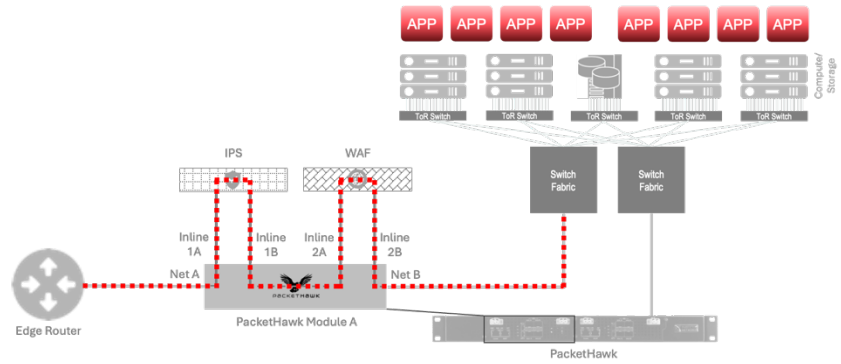 APP APP APP APP APP APP APP APP
Compute/
Storage
ToR Switch ToR Switch ToR Switch ToR Switch ToR Switch
IPS
WAF
Switch
Fabric
Switch
Fabric
Inline
1A
Inline
1B
Inline
2A
Inline
2B
Net A
Net B
PACKETHAWK
Edge Router
PacketHawk Module A
PacketHawk